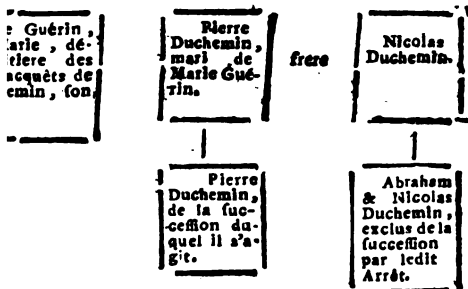 e Guérin,
arie, dé-
tiere des
acquêts de
emin, ſon
Pierre
Duchemin,
mari de
Marie Gué-
rin.
frere
Nicolas
Duchemin.
Pierre
Duchemin,
de la ſuc-
ceſſion du-
quel il s'a-
git.
Abraham
& Nicolas
Duchemin,
exclus de la
ſucceſſion
par ledit
Arrêt.